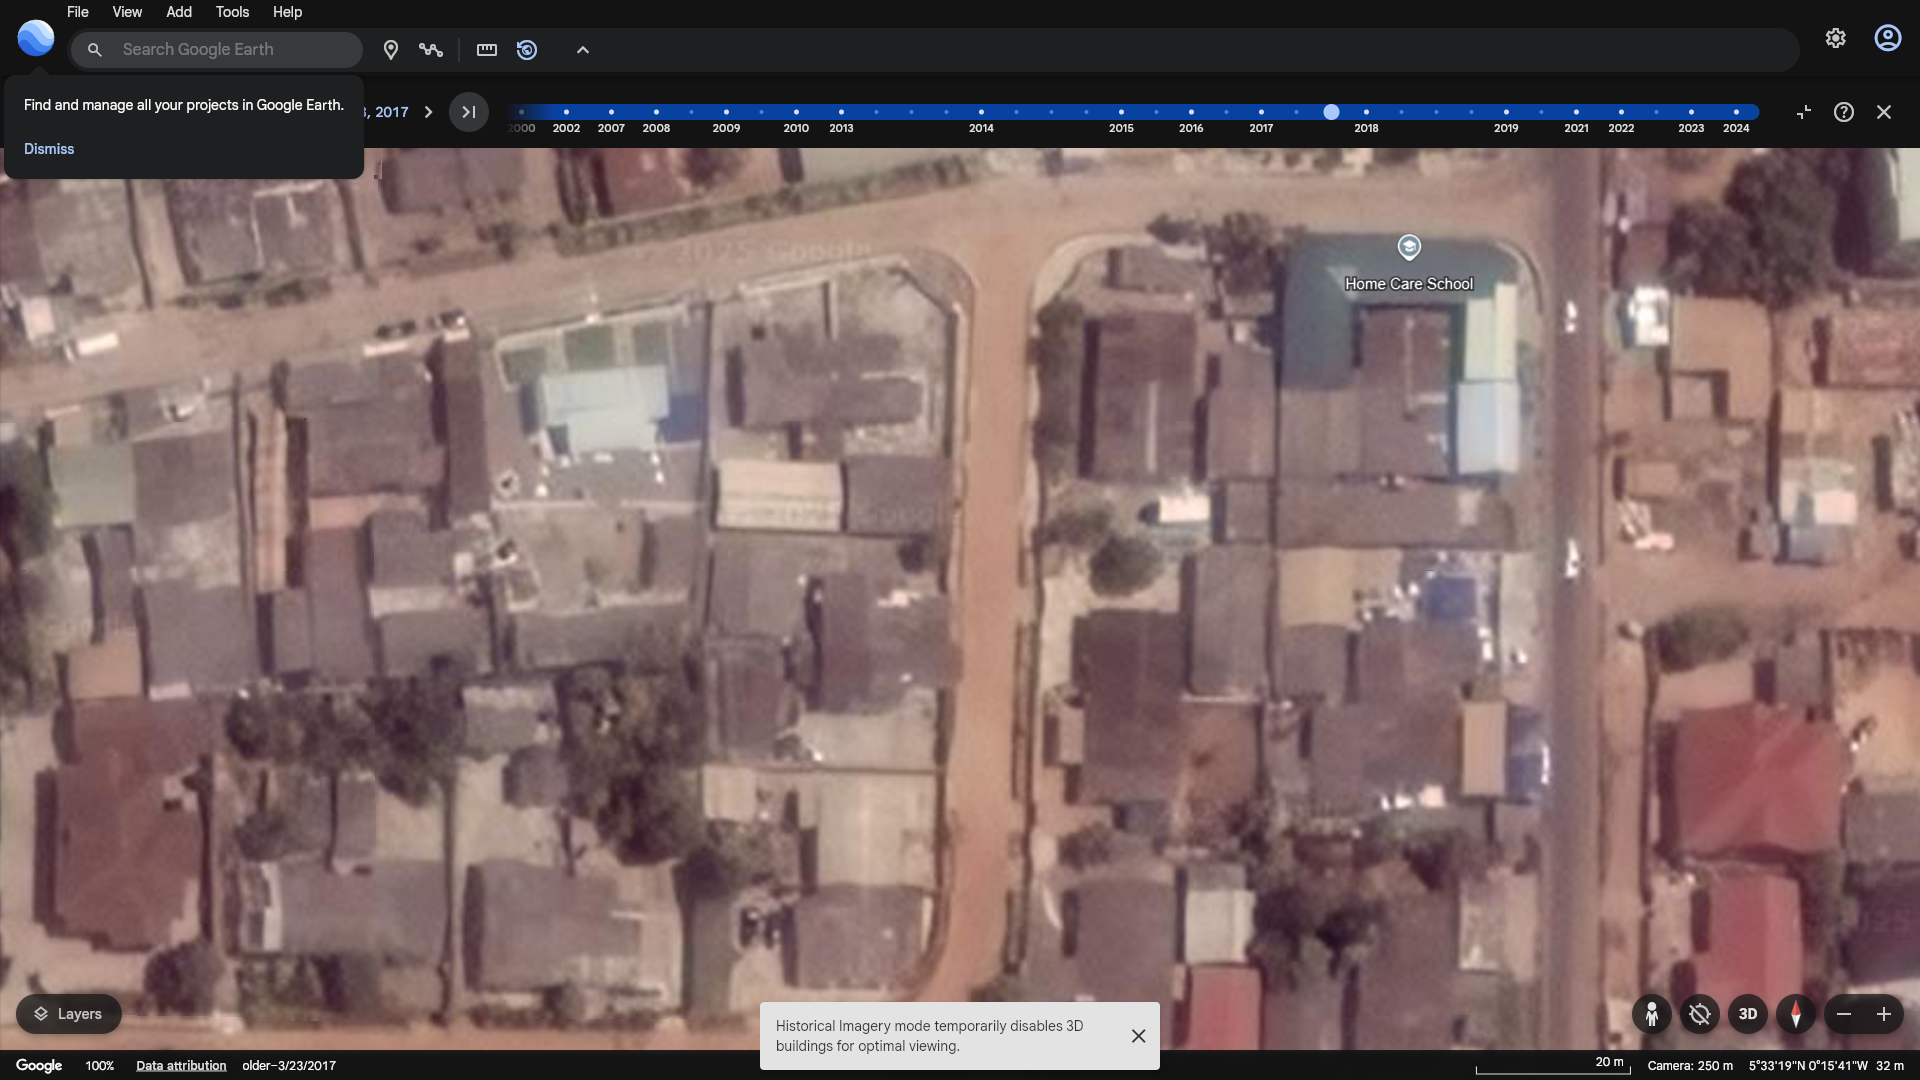 File View Add Tools Help
Search Google Earth
Find and manage all your projects in Google Earth.
Dismiss
, 2017
2000 2002 2007 2008 2009 2010 2013 2014 2015 2016 2017 2018 2019 2021 2022 2023 2024
2025 Google
Home Care School
Layers
3D
Historical Imagery mode temporarily disables 3D
buildings for optimal viewing.
Google 100% Data attribution older–3/23/2017
20 m
Camera: 250 m 5°33'19"N 0°15'41"W 32 m